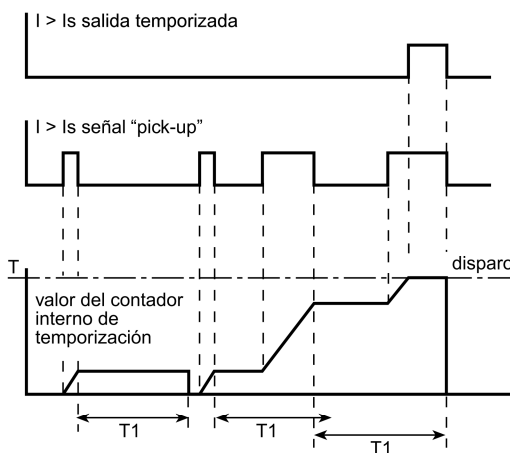 I > Is salida temporizada
I > Is señal “pick-up”
T
disparo
valor del contador
interno de
temporización
T1
T1
T1